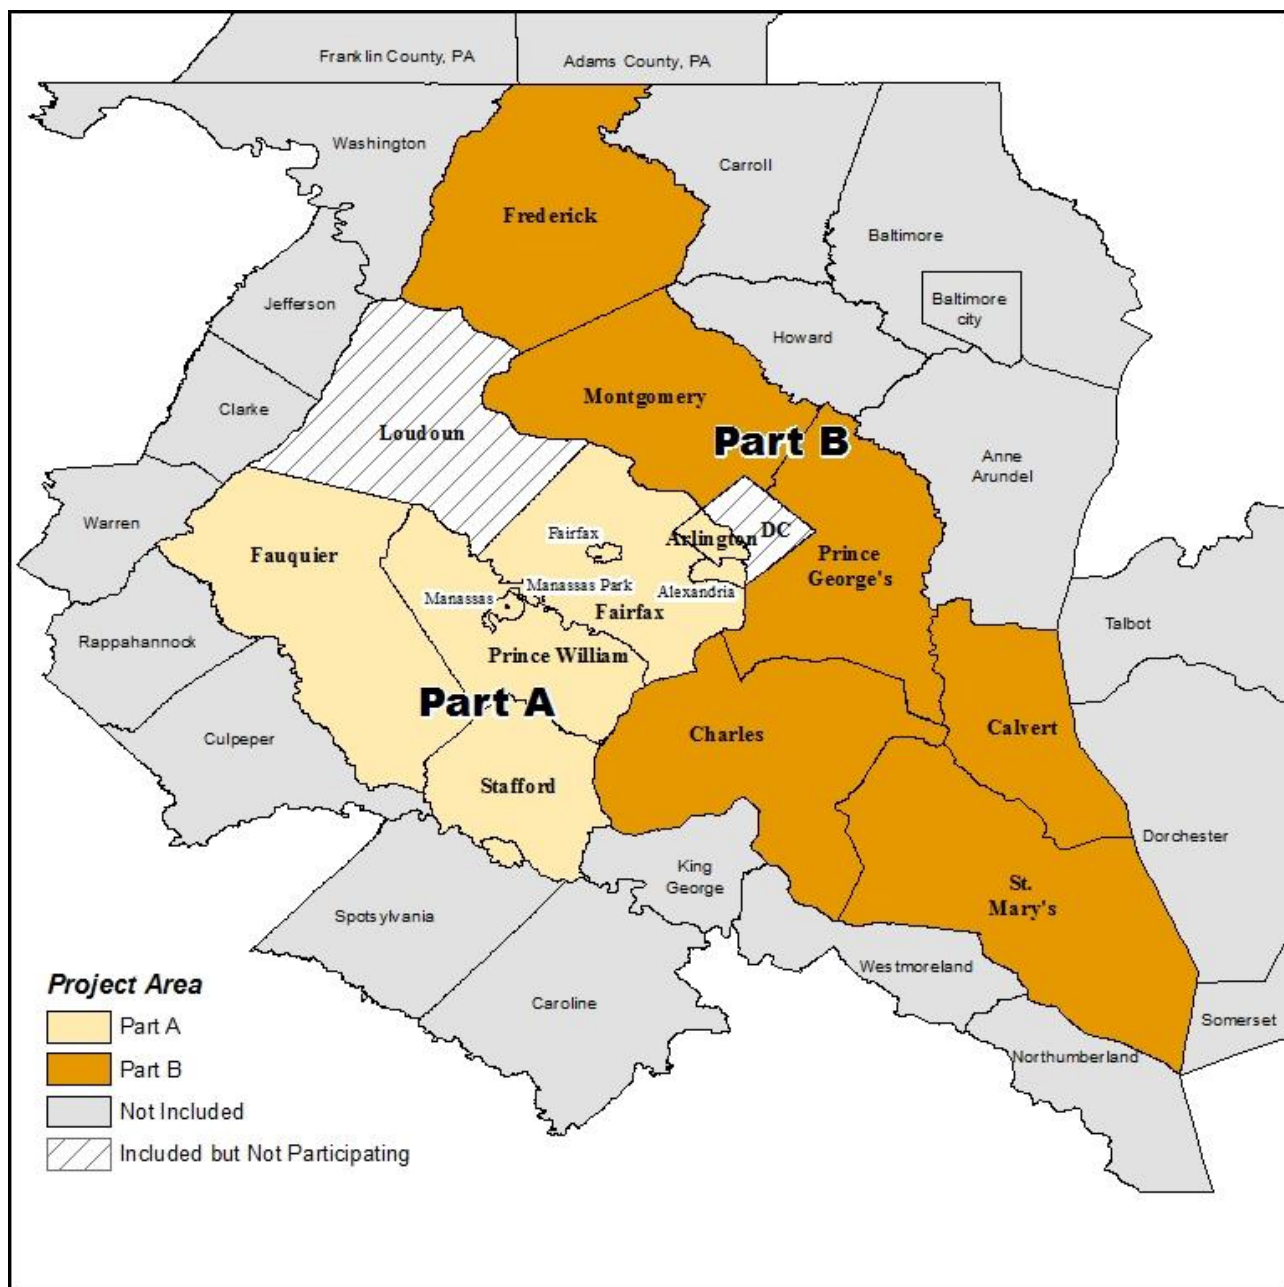 Franklin County, PA
Adams County, PA
Washington
Carroll
Frederick
Baltimore
Jefferson
Baltimore
city
Howard
Clarke
Montgomery
Loudoun
Part B
Anne
Arundel
Warren
Fairfax
Arlington
DC
Fauquier
Prince
George's
Manassas Park
Alexandria
Manassas
Fairfax
Talbot
Rappahannock
Prince William
Part A
Culpeper
Charles
Calvert
Stafford
Dorchester
King
George
St.
Mary's
Spotsylvania
Westmoreland
Project Area
Caroline
Somerset
Part A
Northumberland
Part B
Not Included
Included but Not Participating